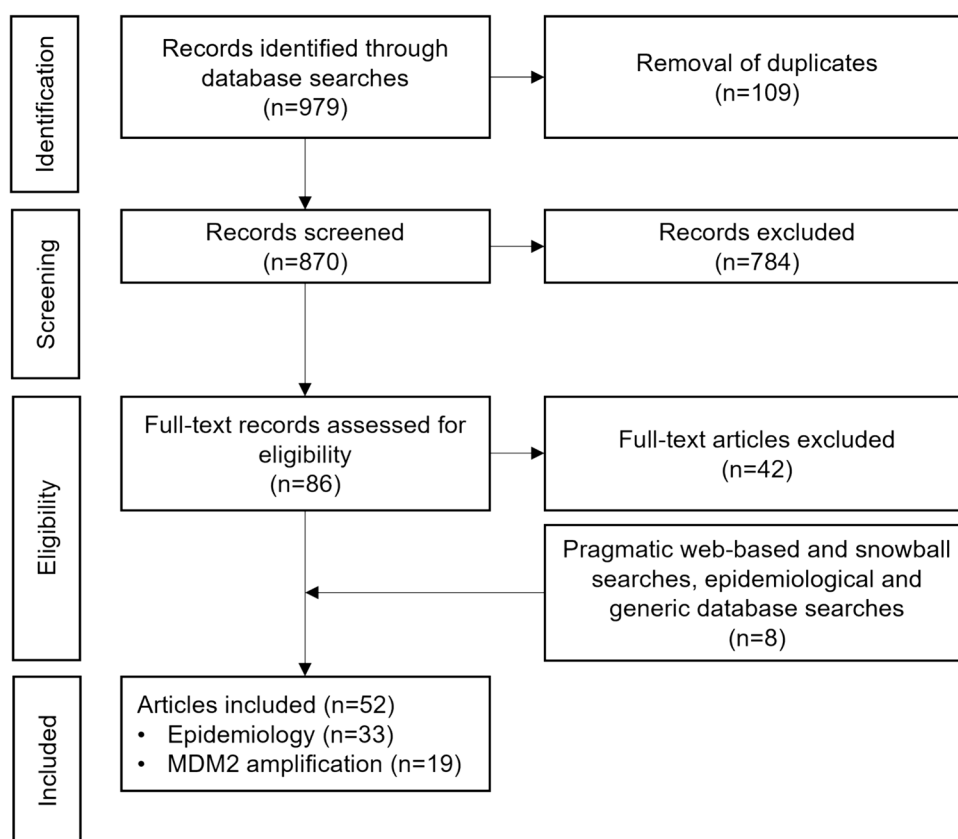 Identification
Records identified through
database searches
(n=979)
Removal of duplicates
(n=109)
Screening
Records screened
(n=870)
Records excluded
(n=784)
Eligibility
Full-text records assessed for
eligibility
(n=86)
Full-text articles excluded
(n=42)
Pragmatic web-based and snowball
searches, epidemiological and
generic database searches
(n=8)
Included
Articles included (n=52)
• Epidemiology (n=33)
• MDM2 amplification (n=19)